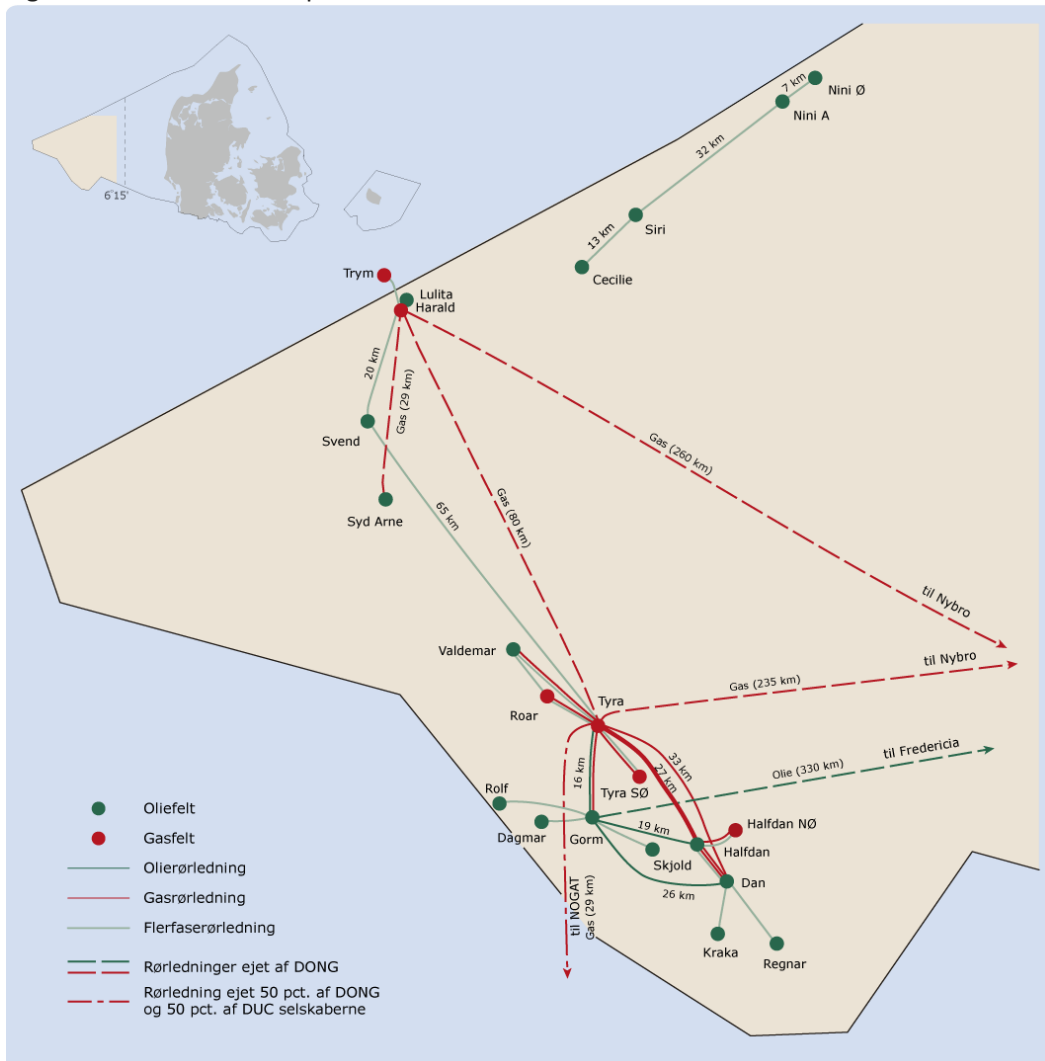 6°15'
7 km
Nini Ø
Nini A
32 km
Siri
13 km
Cecilie
Trym
Lulita
Harald
20 km
Gas (29 km)
Svend
Syd Arne
65 km
Gas (80 km)
Gas (260 km)
til Nybro
Valdemar
til Nybro
Gas (235 km)
Roar
Tyra
til Fredericia
Olie (330 km)
33 km
27 km
16 km
Tyra SØ
Rolf
Dagmar
Gorm
19 km
Halfdan NØ
Halfdan
Skjold
Dan
26 km
til NOGAT
Gas (29 km)
Kraka
Regnar
Oliefelt
Gasfelt
Olierørledning
Gasrørledning
Flerfaserørledning
Rørledninger ejet af DONG
Rørledning ejet 50 pct. af DONG
og 50 pct. af DUC selskaberne